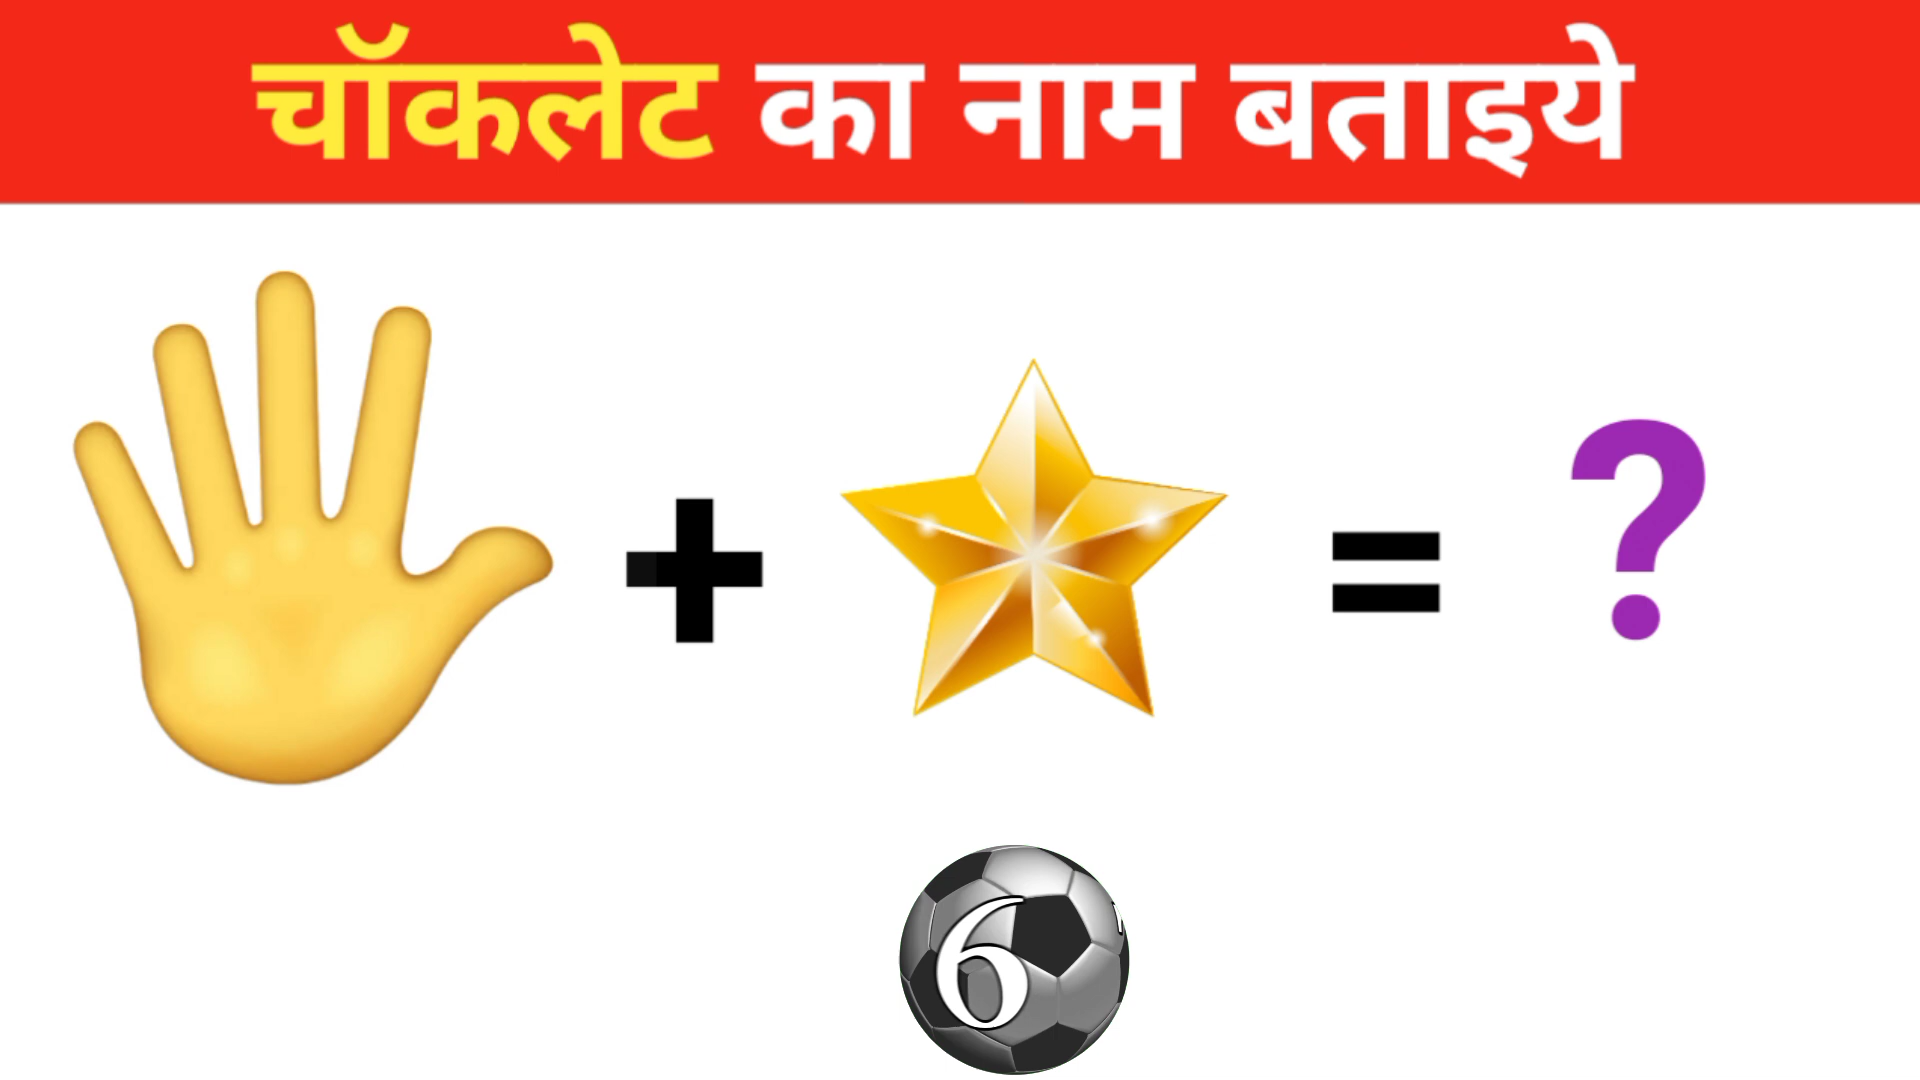 चॉकलेट का नाम बताइये
+ = ?
6